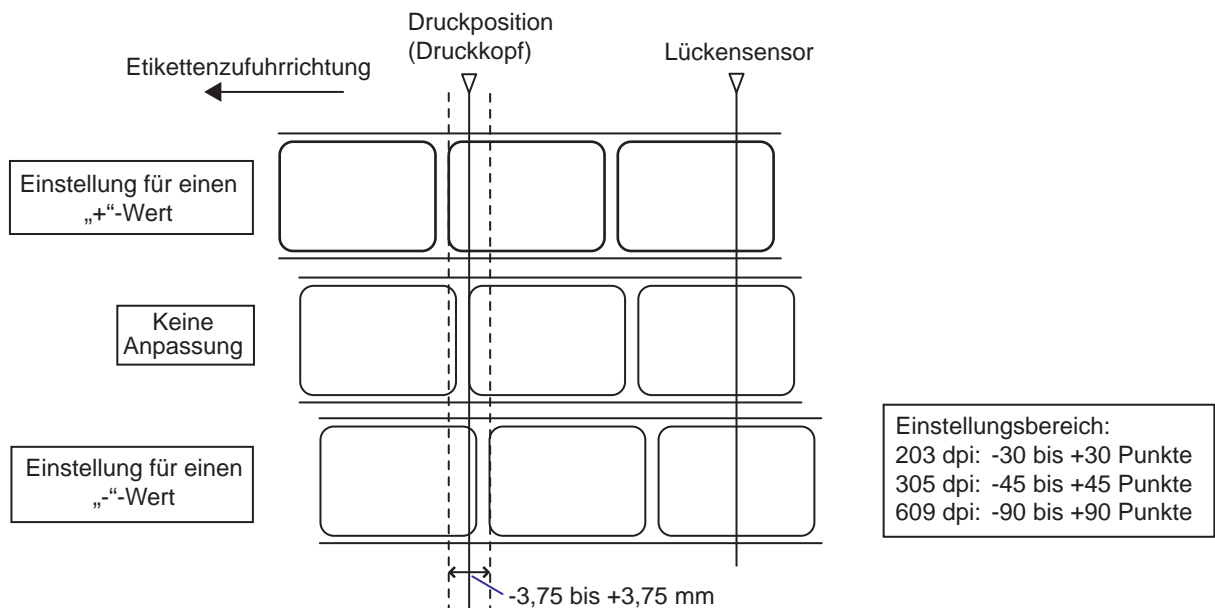 Druckposition
(Druckkopf)
Lückensensor
Etikettenzufuhrrichtung
Einstellung für einen
„+“-Wert
Keine
Anpassung
Einstellung für einen
„-“-Wert
Einstellungsbereich:
203 dpi: -30 bis +30 Punkte
305 dpi: -45 bis +45 Punkte
609 dpi: -90 bis +90 Punkte
-3,75 bis +3,75 mm